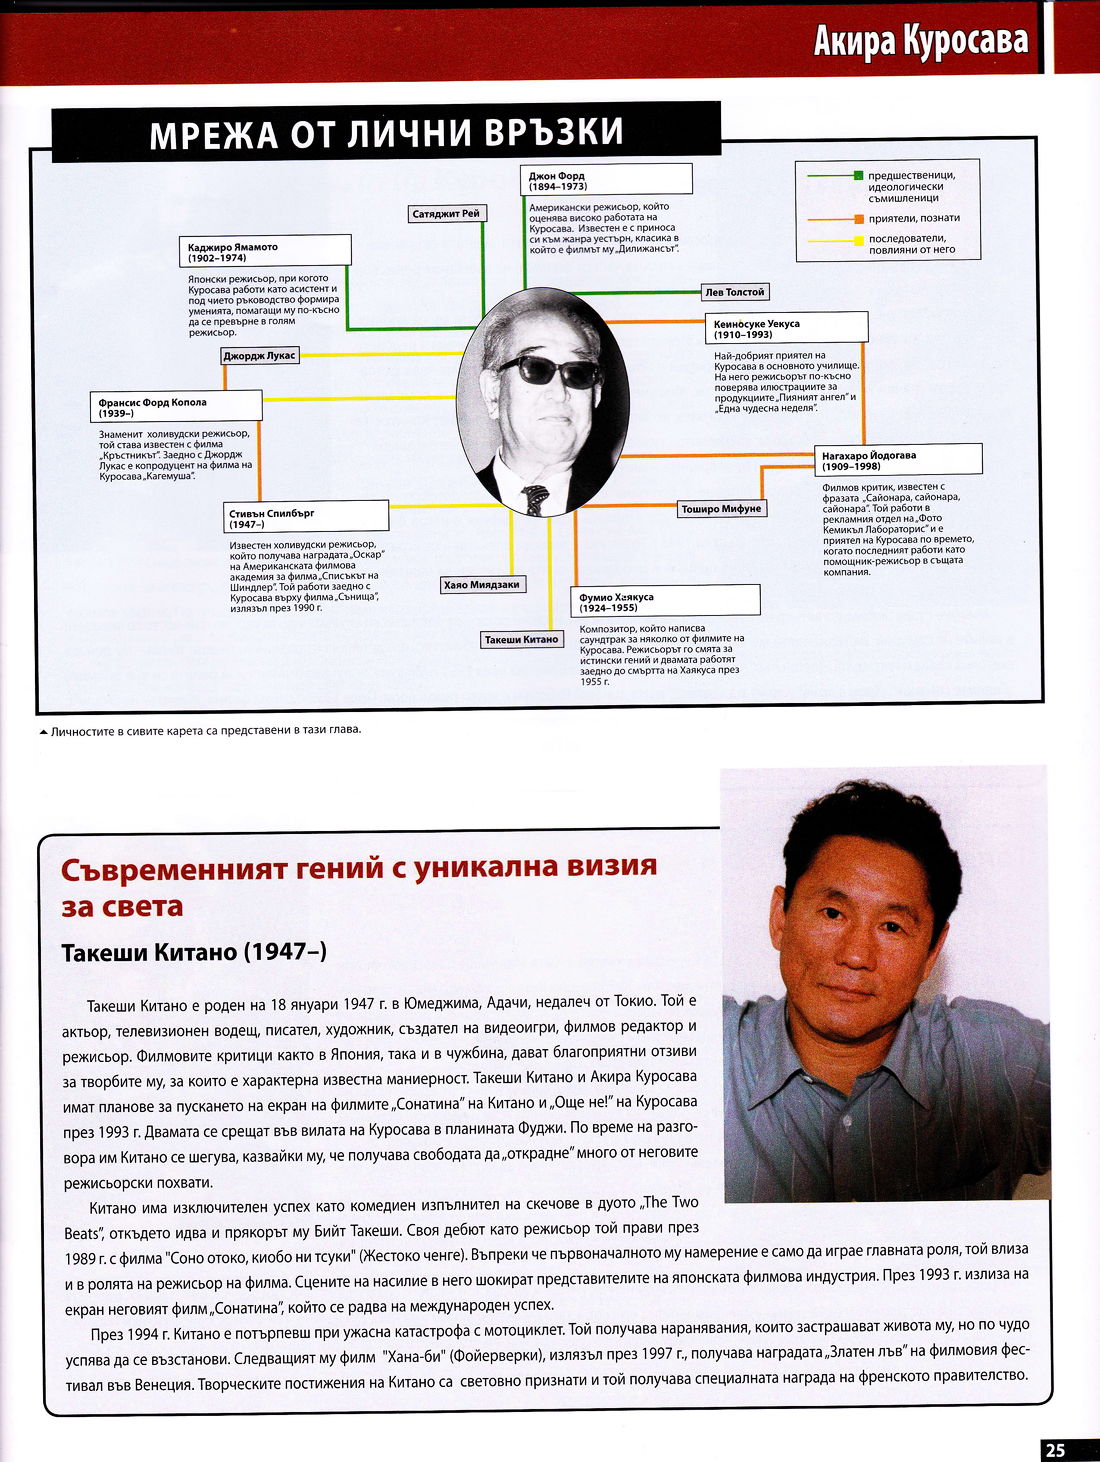 Акира Куросава
МРЕЖА ОТ ЛИЧНИ ВРЪЗКИ
Джон Форд
(1894–1973)
Американски режисьор, който
оценява високо работата на
Куросава. Известен е с приноса
си към жанра уестърн, класика в
който е филмът му „Дилижансът“.
предшественици,
идеологически
съмишленици
приятели, познати
последователи,
повлияни от него
Сатяджит Рей
Каджиро Ямамото
(1902–1974)
Японски режисьор, при когото
Куросава работи като асистент и
под чието ръководство формира
уменията, помагащи му по-късно
да се превърне в голям
режисьор.
Лев Толстой
Кеиносуке Уекуса
(1910–1993)
Най-добрият приятел на
Куросава в основното училище.
На него режисьорът по-късно
поверява илюстрациите за
продукциите „Пияният ангел“ и
„Една чудесна неделя“.
Джордж Лукас
Франсис Форд Копола
(1939–)
Знаменит холивудски режисьор,
той става известен с филма
„Кръстникът“. Заедно с Джордж
Лукас е копродуцент на филма на
Куросава „Кагемуша“.
Нагахаро Йодогава
(1909–1998)
Филмов критик, известен с
фразата „Сайонара, сайонара,
сайонара“. Той работи в
рекламния отдел на „Фото
Кемикъл Лабораторис“ и е
приятел на Куросава по времето,
когато последният работи като
помощник-режисьор в същата
компания.
Стивън Спилбърг
(1947–)
Известен холивудски режисьор,
който получава наградата „Оскар“
на Американската филмова
академия за филма „Списъкът на
Шиндлер“. Той работи заедно с
Куросава върху филма „Сънища“,
излязъл през 1990 г.
Тоширо Мифуне
Хаяо Миядзаки
Фумио Хаякуса
(1924–1955)
Композитор, който написва
саундтрак за няколко от филмите на
Куросава. Режисьорът го смята за
истински гений и двамата работят
заедно до смъртта на Хаякуса през
1955 г.
Такеши Китано
Личностите в сивите карета са представени в тази глава.
Съвременният гений с уникална визия
за света
Такеши Китано (1947–)
Такеши Китано е роден на 18 януари 1947 г. в Юмеджима, Адачи, недалеч от Токио. Той е
актьор, телевизионен водещ, писател, художник, създател на видеоигри, филмов редактор и
режисьор. Филмовите критици както в Япония, така и в чужбина, дават благоприятни отзиви
за творбите му, за които е характерна известна маниерност. Такеши Китано и Акира Куросава
имат планове за пускането на екран на филмите „Сонатина“ на Китано и „Още не!“ на Куросава
през 1993 г. Двамата се срещат във вилата на Куросава в планината Фуджи. По време на разго-
вора им Китано се шегува, казвайки му, че получава свободата да „открадне“ много от неговите
режисьорски похвати.
Китано има изключителен успех като комедиен изпълнител на скечове в дуото „The Two
Beats“, откъдето идва и прякорът му Бийт Такеши. Своя дебют като режисьор той прави през
1989 г. с филма "Соно отоко, киобо ни тсуки" (Жестоко ченге). Въпреки че първоначалното му намерение е само да играе главната роля, той влиза
и в ролята на режисьор на филма. Сцените на насилие в него шокират представителите на японската филмова индустрия. През 1993 г. излиза на
екран неговият филм „Сонатина“, който се радва на международен успех.
През 1994 г. Китано е потърпевш при ужасна катастрофа с мотоциклет. Той получава наранявания, които застрашават живота му, но по чудо
успява да се възстанови. Следващият му филм "Хана-би" (Фойерверки), излязъл през 1997 г., получава наградата „Златен лъв“ на филмовия фес-
тивал във Венеция. Творческите постижения на Китано са световно признати и той получава специалната награда на френското правителство.
25